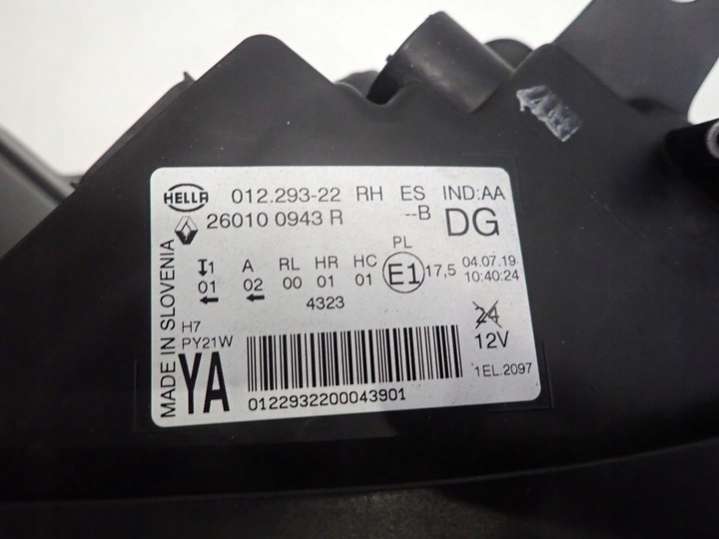 HELLA 012.293-22 RH ES IND:AA
26010 0943 R --B DG
PL
↧1 A RL HR HC E1 17,5 04.07.19
01 02 00 01 01 10:40:24
← ← 4323
H7
PY21W
24
12V
YA
1EL.2097
0122932200043901
MADE IN SLOVENIA